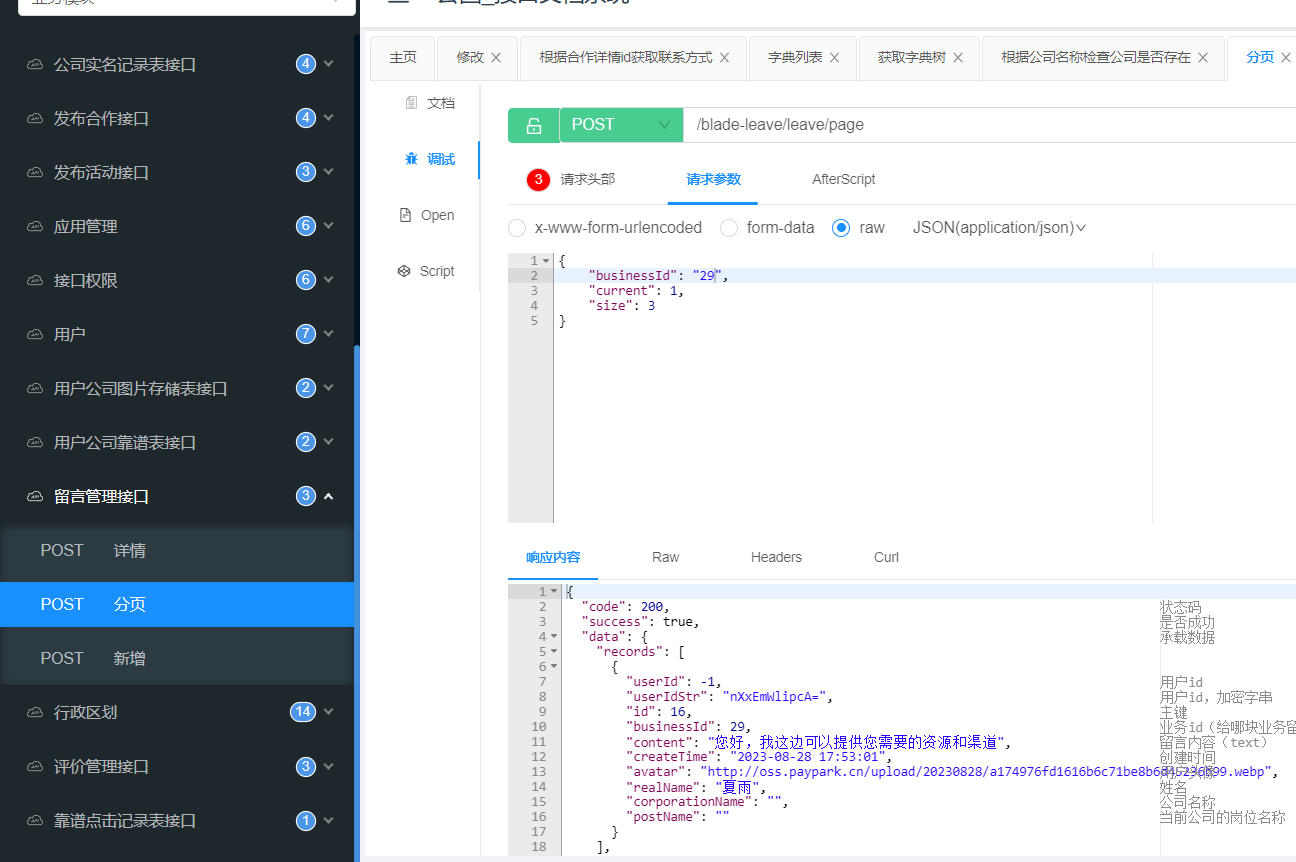 公司实名记录表接口 4
发布合作接口 4
发布活动接口 3
应用管理 6
接口权限 6
用户 7
用户公司图片存储表接口 2
用户公司靠谱表接口 2
留言管理接口 3
POST 详情
POST 分页
POST 新增
行政区划 14
评价管理接口 3
靠谱点击记录表接口 1
主页 修改 根据合作详情id获取联系方式 字典列表 获取字典树 根据公司名称检查公司是否存在 分页
文档
调试
Open
Script
POST /blade-leave/leave/page
3 请求头部 请求参数 AfterScript
x-www-form-urlencoded form-data raw JSON(application/json)
1 {
2 "businessId": "29",
3 "current": 1,
4 "size": 3
5 }
响应内容 Raw Headers Curl
1 {
2 "code": 200, 状态码
3 "success": true, 是否成功
4 "data": { 承载数据
5 "records": [
6 {
7 "userId": -1, 用户id
8 "userIdStr": "nXxEmWlipcA=", 用户id，加密字串
9 "id": 16, 主键
10 "businessId": 29, 业务id（给哪块业务留
11 "content": "您好，我这边可以提供您需要的资源和渠道", 留言内容（text）
12 "createTime": "2023-08-28 17:53:01", 创建时间
13 "avatar":
14 "realName": "夏雨", 姓名
15 "corporationName": "", 公司名称
16 "postName": "" 当前公司的岗位名称
17 }
18 ],